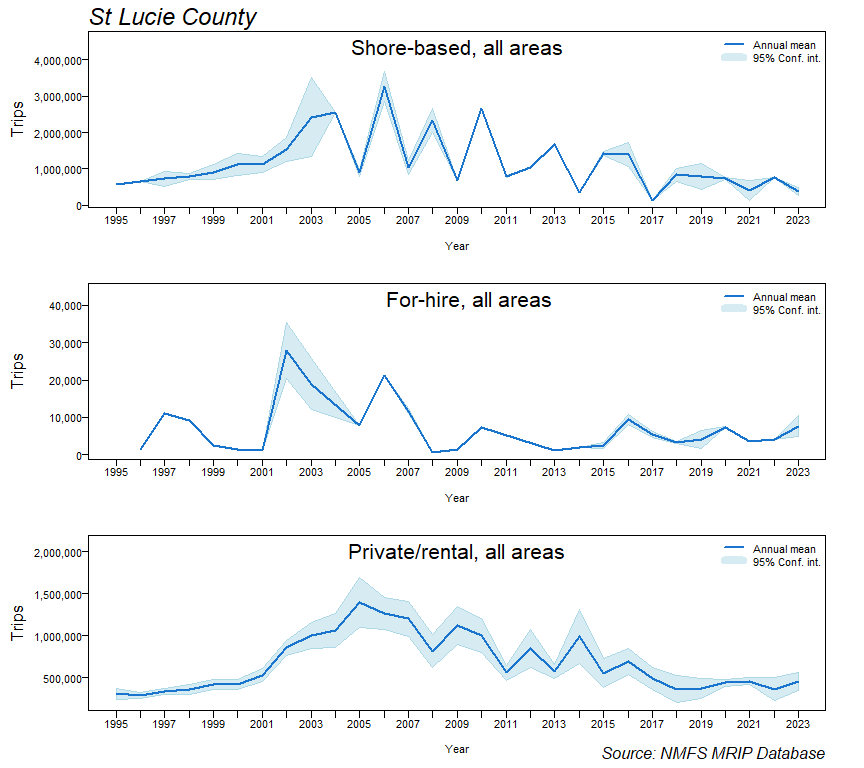 St Lucie County
Shore-based, all areas
Annual mean
95% Conf. int.
Trips
4,000,000
3,000,000
2,000,000
1,000,000
0
1995 1997 1999 2001 2003 2005 2007 2009 2011 2013 2015 2017 2019 2021 2023
Year
For-hire, all areas
Annual mean
95% Conf. int.
Trips
40,000
30,000
20,000
10,000
0
1995 1997 1999 2001 2003 2005 2007 2009 2011 2013 2015 2017 2019 2021 2023
Year
Private/rental, all areas
Annual mean
95% Conf. int.
Trips
2,000,000
1,500,000
1,000,000
500,000
1995 1997 1999 2001 2003 2005 2007 2009 2011 2013 2015 2017 2019 2021 2023
Year
Source: NMFS MRIP Database